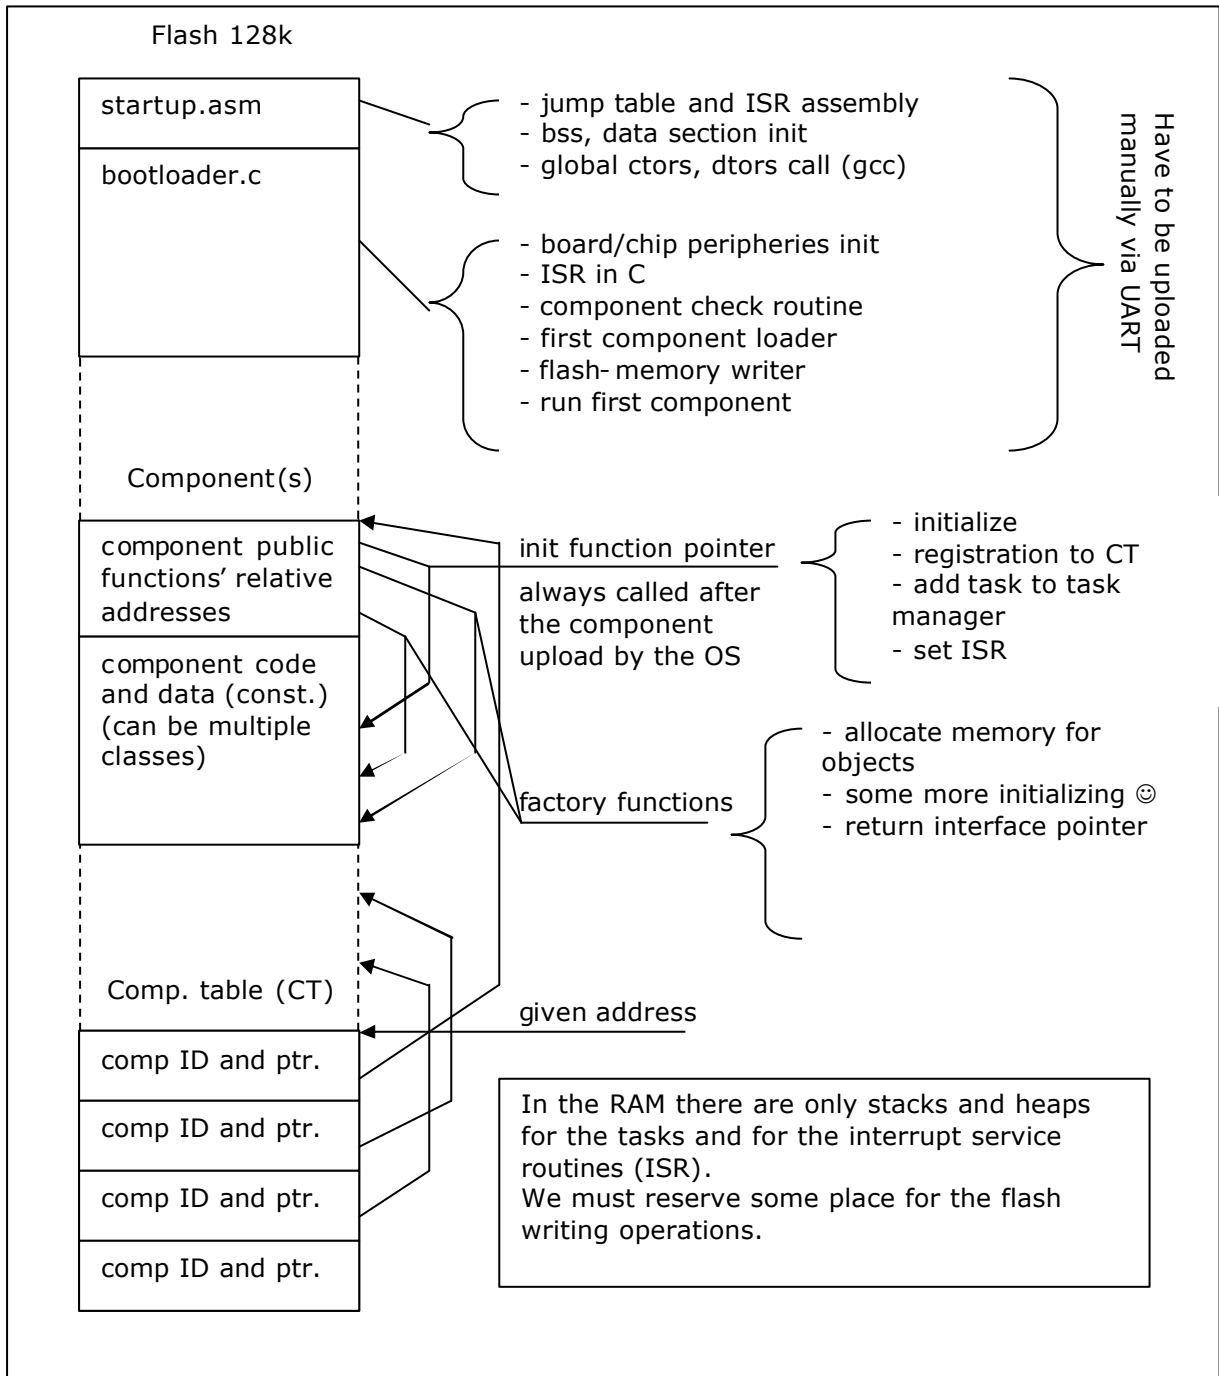 Flash 128k
startup.asm
- jump table and ISR assembly
- bss, data section init
- global ctors, dtors call (gcc)
bootloader.c
- board/chip peripheries init
- ISR in C
- component check routine
- first component loader
- flash-memory writer
- run first component
Have to be uploaded
manually via UART
Component(s)
component public
functions’ relative
addresses
init function pointer
always called after
the component
upload by the OS
- initialize
- registration to CT
- add task to task
manager
- set ISR
component code
and data (const.)
(can be multiple
classes)
factory functions
- allocate memory for
objects
- some more initializing ☺
- return interface pointer
Comp. table (CT)
given address
comp ID and ptr.
comp ID and ptr.
comp ID and ptr.
comp ID and ptr.
In the RAM there are only stacks and heaps
for the tasks and for the interrupt service
routines (ISR).
We must reserve some place for the flash
writing operations.